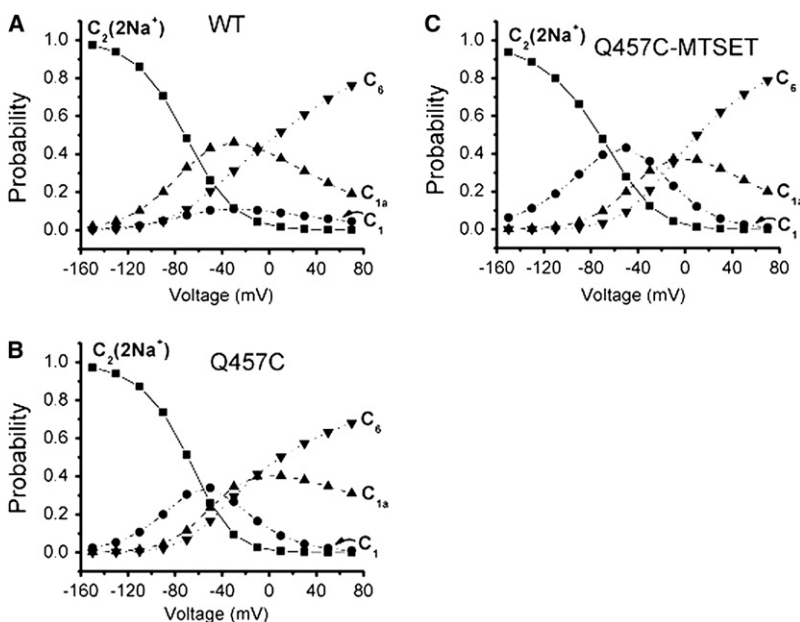 A
WT
C₂(2Na⁺)
C₆
C₁ₐ
C₁
Probability
1.0
0.8
0.6
0.4
0.2
0.0
-160 -120 -80 -40 0 40 80
Voltage (mV)
C
C₂(2Na⁺)
Q457C-MTSET
C₆
C₁ₐ
C₁
Probability
1.0
0.8
0.6
0.4
0.2
0.0
-160 -120 -80 -40 0 40 80
Voltage (mV)
B
C₂(2Na⁺)
Q457C
C₆
C₁ₐ
C₁
Probability
1.0
0.8
0.6
0.4
0.2
0.0
-160 -120 -80 -40 0 40 80
Voltage (mV)